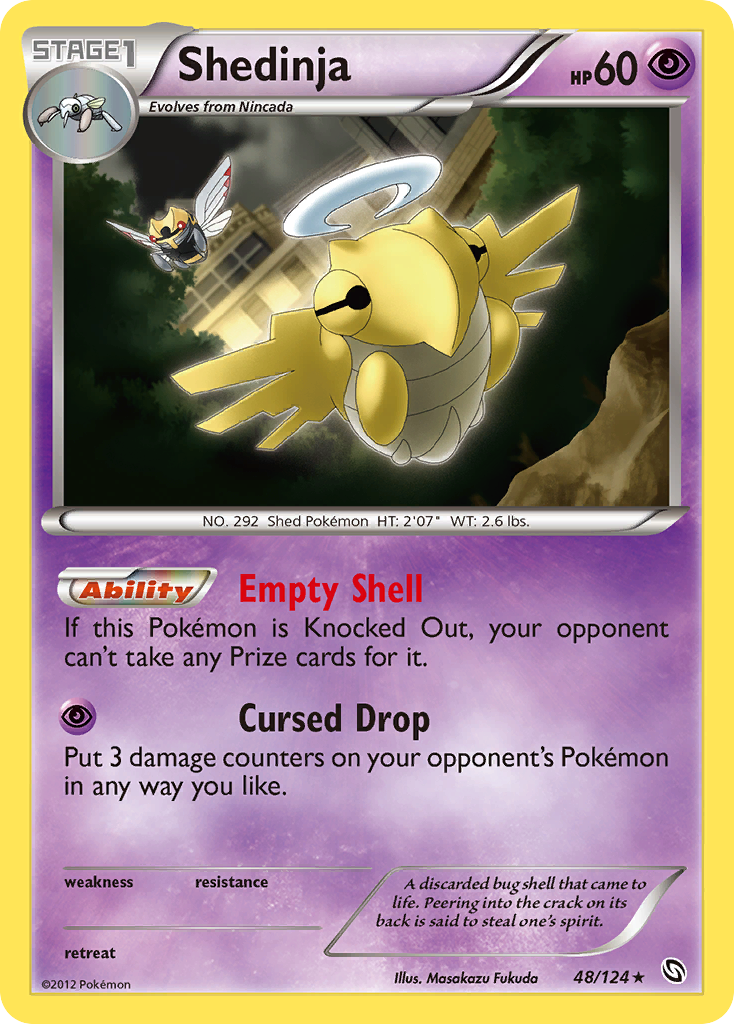 STAGE1
Shedinja
HP60
Evolves from Nincada
NO. 292 Shed Pokémon HT: 2'07" WT: 2.6 lbs.
Ability Empty Shell
If this Pokémon is Knocked Out, your opponent
can't take any Prize cards for it.
Cursed Drop
Put 3 damage counters on your opponent's Pokémon
in any way you like.
weakness resistance
retreat
A discarded bug shell that came to
life. Peering into the crack on its
back is said to steal one's spirit.
©2012 Pokémon
Illus. Masakazu Fukuda
48/124★